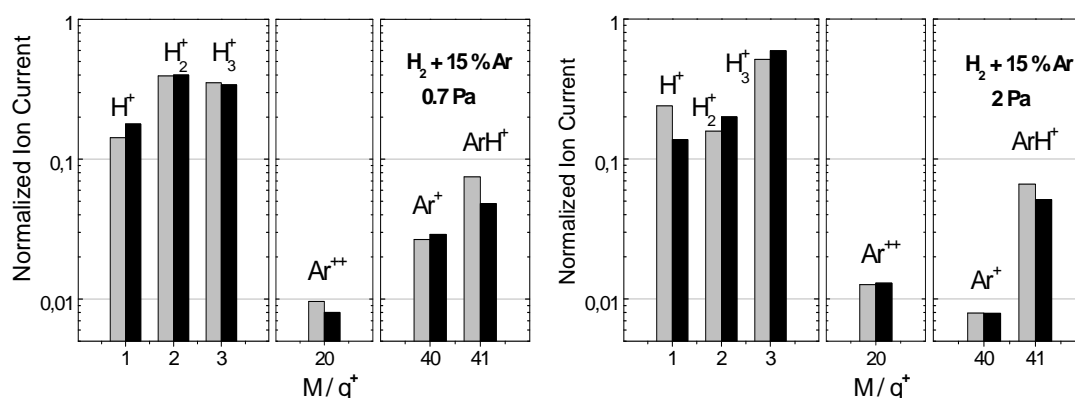 Normalized Ion Current
1
0,1
0,01
H⁺
H₂⁺
H₃⁺
Ar⁺⁺
Ar⁺
ArH⁺
H₂ + 15 % Ar
0.7 Pa
1 2 3 20 40 41
M / q⁺
Normalized Ion Current
1
0,1
0,01
H⁺
H₂⁺
H₃⁺
Ar⁺⁺
Ar⁺
ArH⁺
H₂ + 15 % Ar
2 Pa
1 2 3 20 40 41
M / q⁺